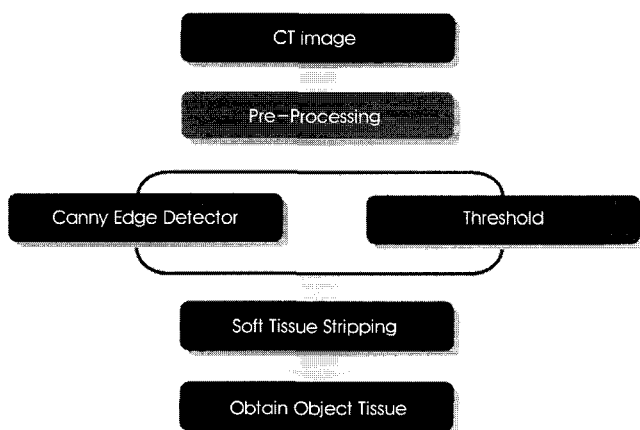 CT image
Pre-Processing
Canny Edge Detector
Threshold
Soft Tissue Stripping
Obtain Object Tissue